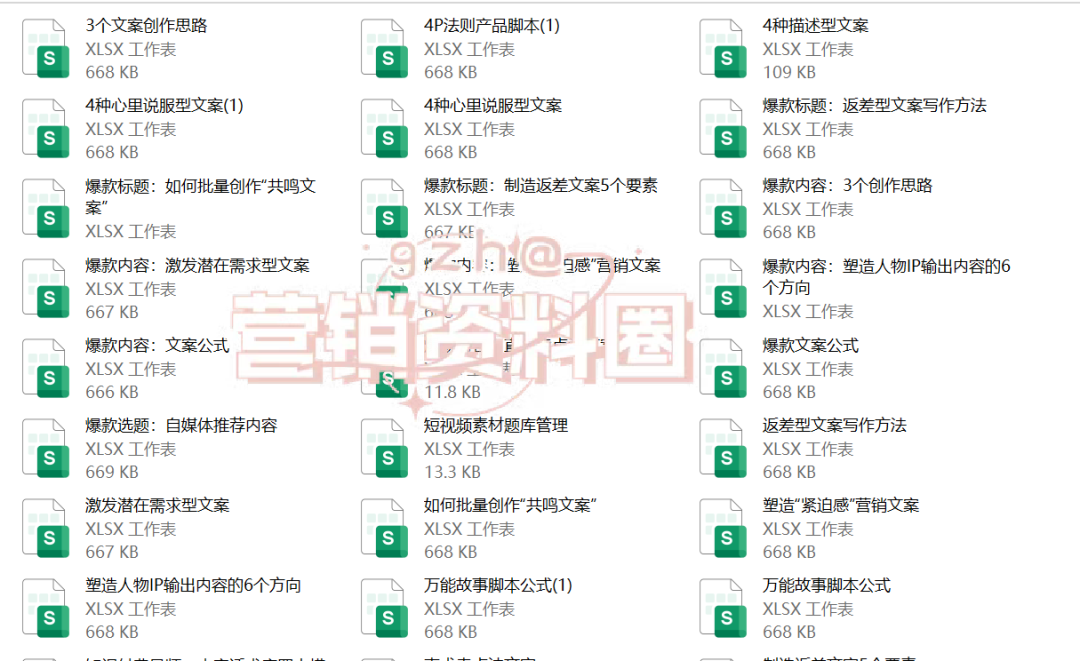 3个文案创作思路
XLSX 工作表
668 KB
4P法则产品脚本(1)
XLSX 工作表
668 KB
4种描述型文案
XLSX 工作表
109 KB
4种心里说服型文案(1)
XLSX 工作表
668 KB
4种心里说服型文案
XLSX 工作表
668 KB
爆款标题：返差型文案写作方法
XLSX 工作表
668 KB
爆款标题：如何批量创作“共鸣文
案”
XLSX 工作表
爆款标题：制造返差文案5个要素
XLSX 工作表
667 KB
爆款内容：3个创作思路
XLSX 工作表
668 KB
爆款内容：激发潜在需求型文案
XLSX 工作表
667 KB
内容：塑 迫感”营销文案
XLSX 工作表
爆款内容：塑造人物IP输出内容的6
个方向
XLSX 工作表
gzh@
营销资料圈
爆款内容：文案公式
XLSX 工作表
666 KB
11.8 KB
爆款文案公式
XLSX 工作表
668 KB
爆款选题：自媒体推荐内容
XLSX 工作表
669 KB
短视频素材题库管理
XLSX 工作表
13.3 KB
返差型文案写作方法
XLSX 工作表
668 KB
激发潜在需求型文案
XLSX 工作表
667 KB
如何批量创作“共鸣文案”
XLSX 工作表
668 KB
塑造“紧迫感”营销文案
XLSX 工作表
668 KB
塑造人物IP输出内容的6个方向
XLSX 工作表
668 KB
万能故事脚本公式(1)
XLSX 工作表
668 KB
万能故事脚本公式
XLSX 工作表
668 KB